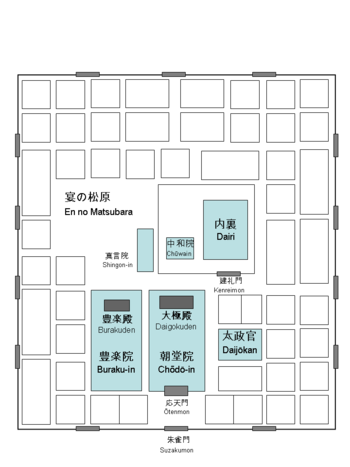 宴の松原
En no Matsubara
内裏
Dairi
中和院
Chūwain
真言院
Shingon-in
建礼門
Kenreimon
豊楽殿
Burakuden
大極殿
Daigokuden
太政官
Daijōkan
豊楽院
Buraku-in
朝堂院
Chōdō-in
応天門
Ōtenmon
朱雀門
Suzakumon